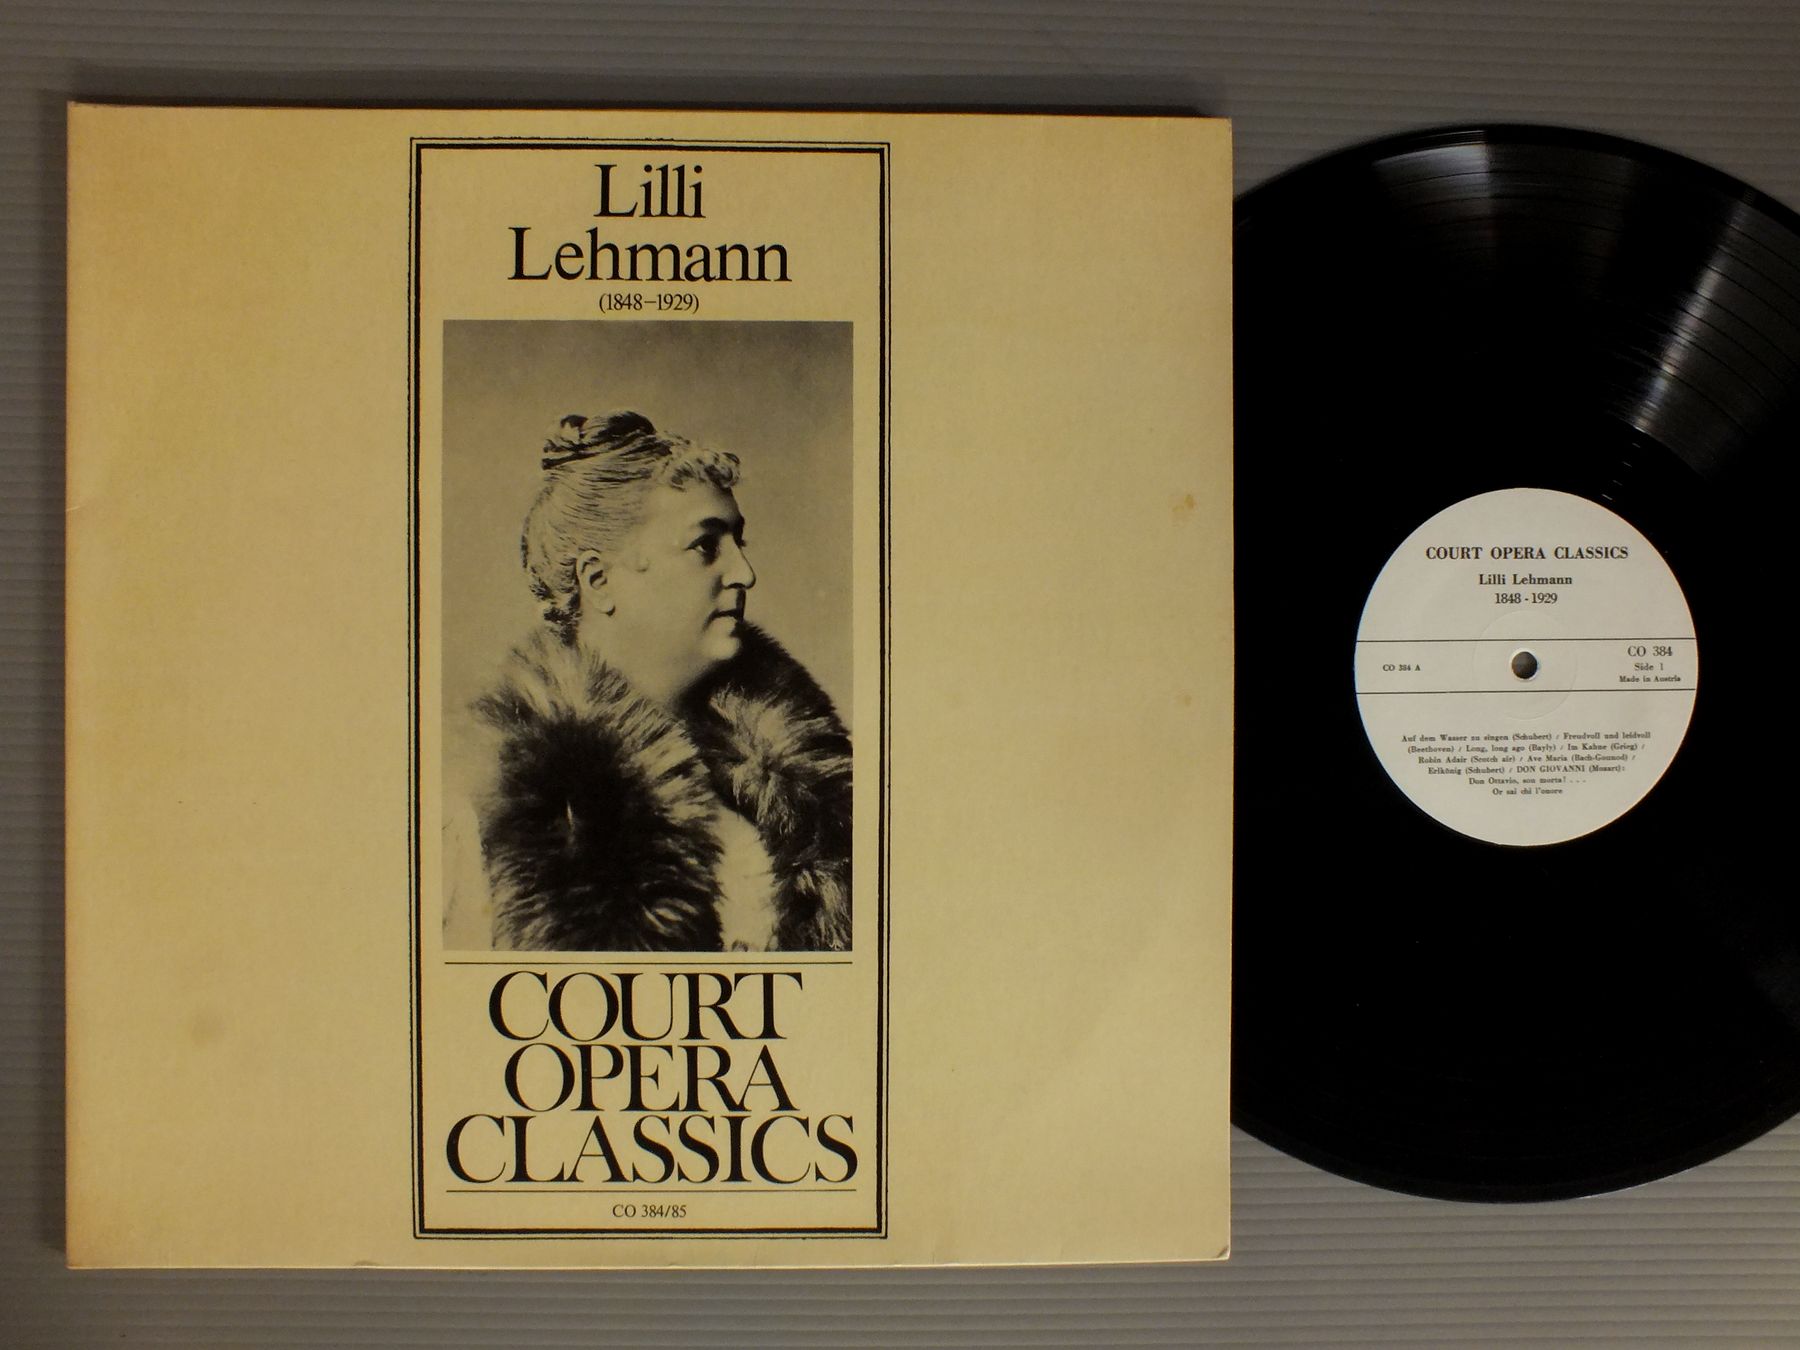 Lilli
Lehmann
(1848–1929)
COURT
OPERA
CLASSICS
CO 384/85
COURT OPERA CLASSICS
Lilli Lehmann
1848 - 1929
CO 384 A
CO 384
Side 1
Made in Austria
Auf dem Wasser zu singen (Schubert) / Freudvoll und leidvoll
(Beethoven) / Long, long ago (Bayly) / Im Kahne (Grieg) /
Robin Adair (Scotch air) / Ave Maria (Bach-Gounod) /
Erlkönig (Schubert) / DON GIOVANNI (Mozart):
Don Ottavio, son morta! . . .
Or sai chi l'onore